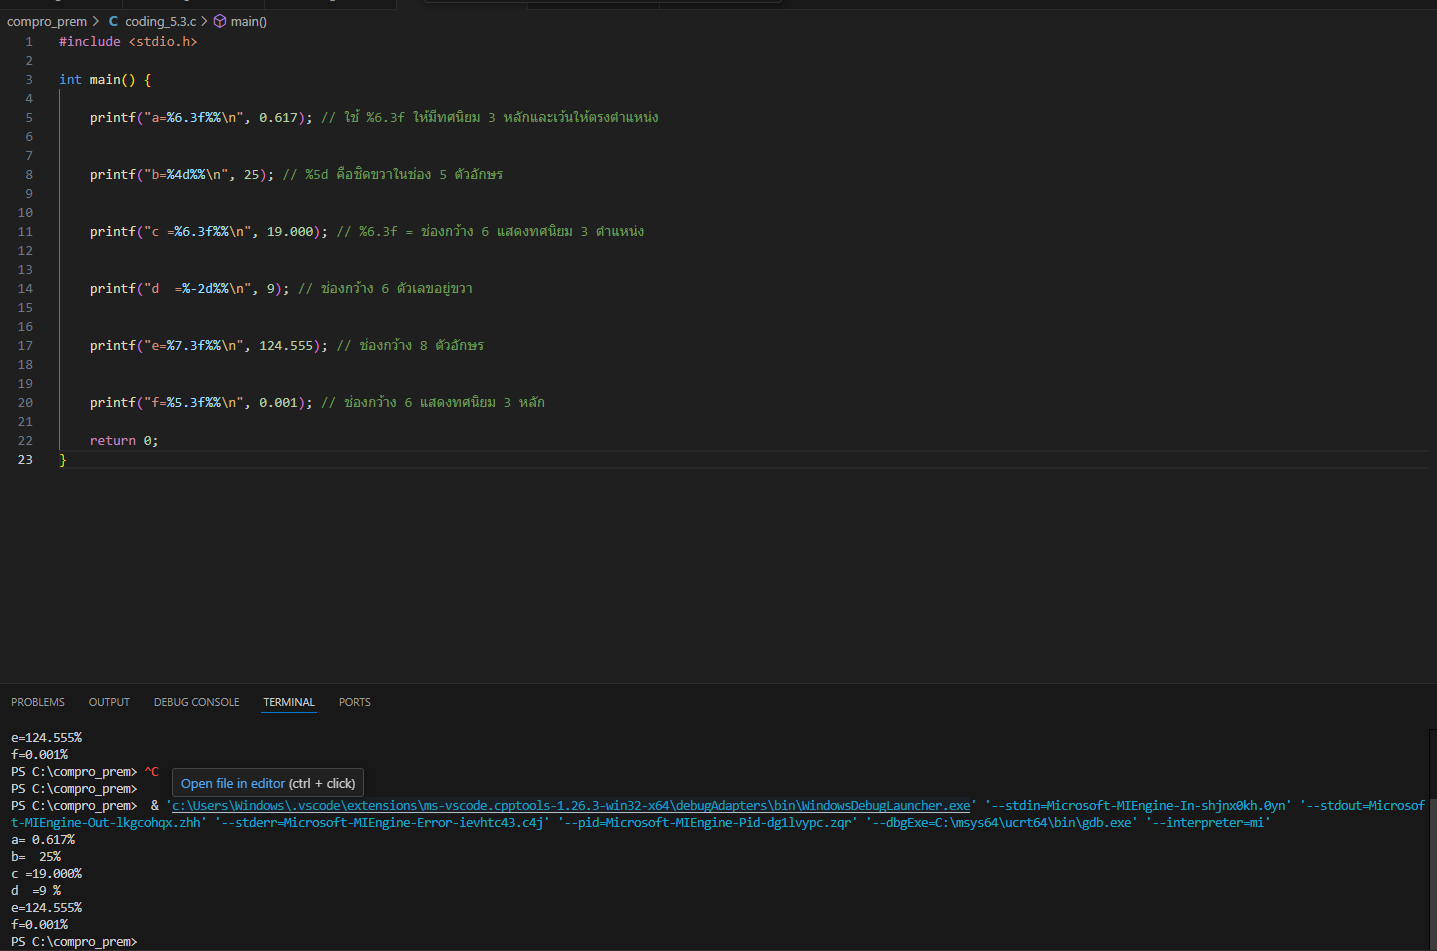 compro_prem > C coding_5.3.c > main()
1 #include <stdio.h>
2
3 int main() {
4
5 printf("a=%6.3f%%\n", 0.617); // ใช้ %6.3f ให้มีทศนิยม 3 หลักและเว้นให้ตรงตำแหน่ง
6
7
8 printf("b=%4d%%\n", 25); // %5d คือชิดขวาในช่อง 5 ตัวอักษร
9
10
11 printf("c =%6.3f%%\n", 19.000); // %6.3f = ช่องกว้าง 6 แสดงทศนิยม 3 ตำแหน่ง
12
13
14 printf("d  =%-2d%%\n", 9); // ช่องกว้าง 6 ตัวเลขอยู่ขวา
15
16
17 printf("e=%7.3f%%\n", 124.555); // ช่องกว้าง 8 ตัวอักษร
18
19
20 printf("f=%5.3f%%\n", 0.001); // ช่องกว้าง 6 แสดงทศนิยม 3 หลัก
21
22 return 0;
23 }
PROBLEMS OUTPUT DEBUG CONSOLE TERMINAL PORTS
e=124.555%
f=0.001%
PS C:\compro_prem> ^C
PS C:\compro_prem>
Open file in editor (ctrl + click)
PS C:\compro_prem>  & 'c:\Users\Windows\.vscode\extensions\ms-vscode.cpptools-1.26.3-win32-x64\debugAdapters\bin\WindowsDebugLauncher.exe' '--stdin=Microsoft-MIEngine-In-shjnx0kh.0yn' '--stdout=Microsof
t-MIEngine-Out-lkgcohqx.zhh' '--stderr=Microsoft-MIEngine-Error-ievhtc43.c4j' '--pid=Microsoft-MIEngine-Pid-dg1lvypc.zqr' '--dbgExe=C:\msys64\ucrt64\bin\gdb.exe' '--interpreter=mi'
a= 0.617%
b=  25%
c =19.000%
d  =9 %
e=124.555%
f=0.001%
PS C:\compro_prem>